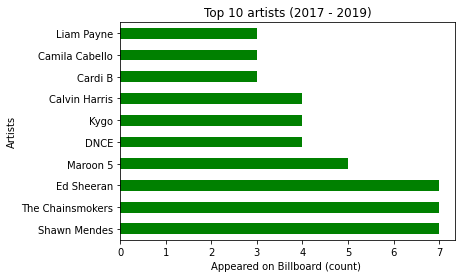 Top 10 artists (2017 - 2019)
Artists
Liam Payne
Camila Cabello
Cardi B
Calvin Harris
Kygo
DNCE
Maroon 5
Ed Sheeran
The Chainsmokers
Shawn Mendes
0 1 2 3 4 5 6 7
Appeared on Billboard (count)